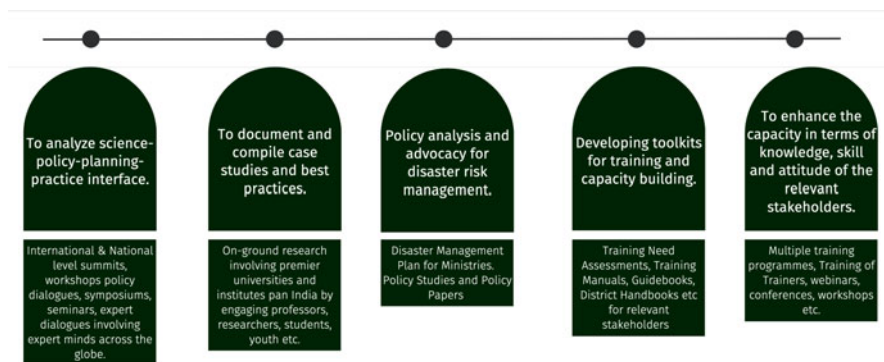 To analyze science-
policy-planning-
practice interface.
International & National
level summits,
workshops policy
dialogues, symposiums,
seminars, expert
dialogues involving
expert minds across the
globe.
To document and
compile case
studies and best
practices.
On-ground research
involving premier
universities and
institutes pan India by
engaging professors,
researchers, students,
youth etc.
Policy analysis and
advocacy for
disaster risk
management.
Disaster Management
Plan for Ministries.
Policy Studies and Policy
Papers
Developing toolkits
for training and
capacity building.
Training Need
Assessments, Training
Manuals, Guidebooks,
District Handbooks etc
for relevant
stakeholders
To enhance the
capacity in terms of
knowledge, skill
and attitude of the
relevant
stakeholders.
Multiple training
programmes, Training of
Trainers, webinars,
conferences, workshops
etc.